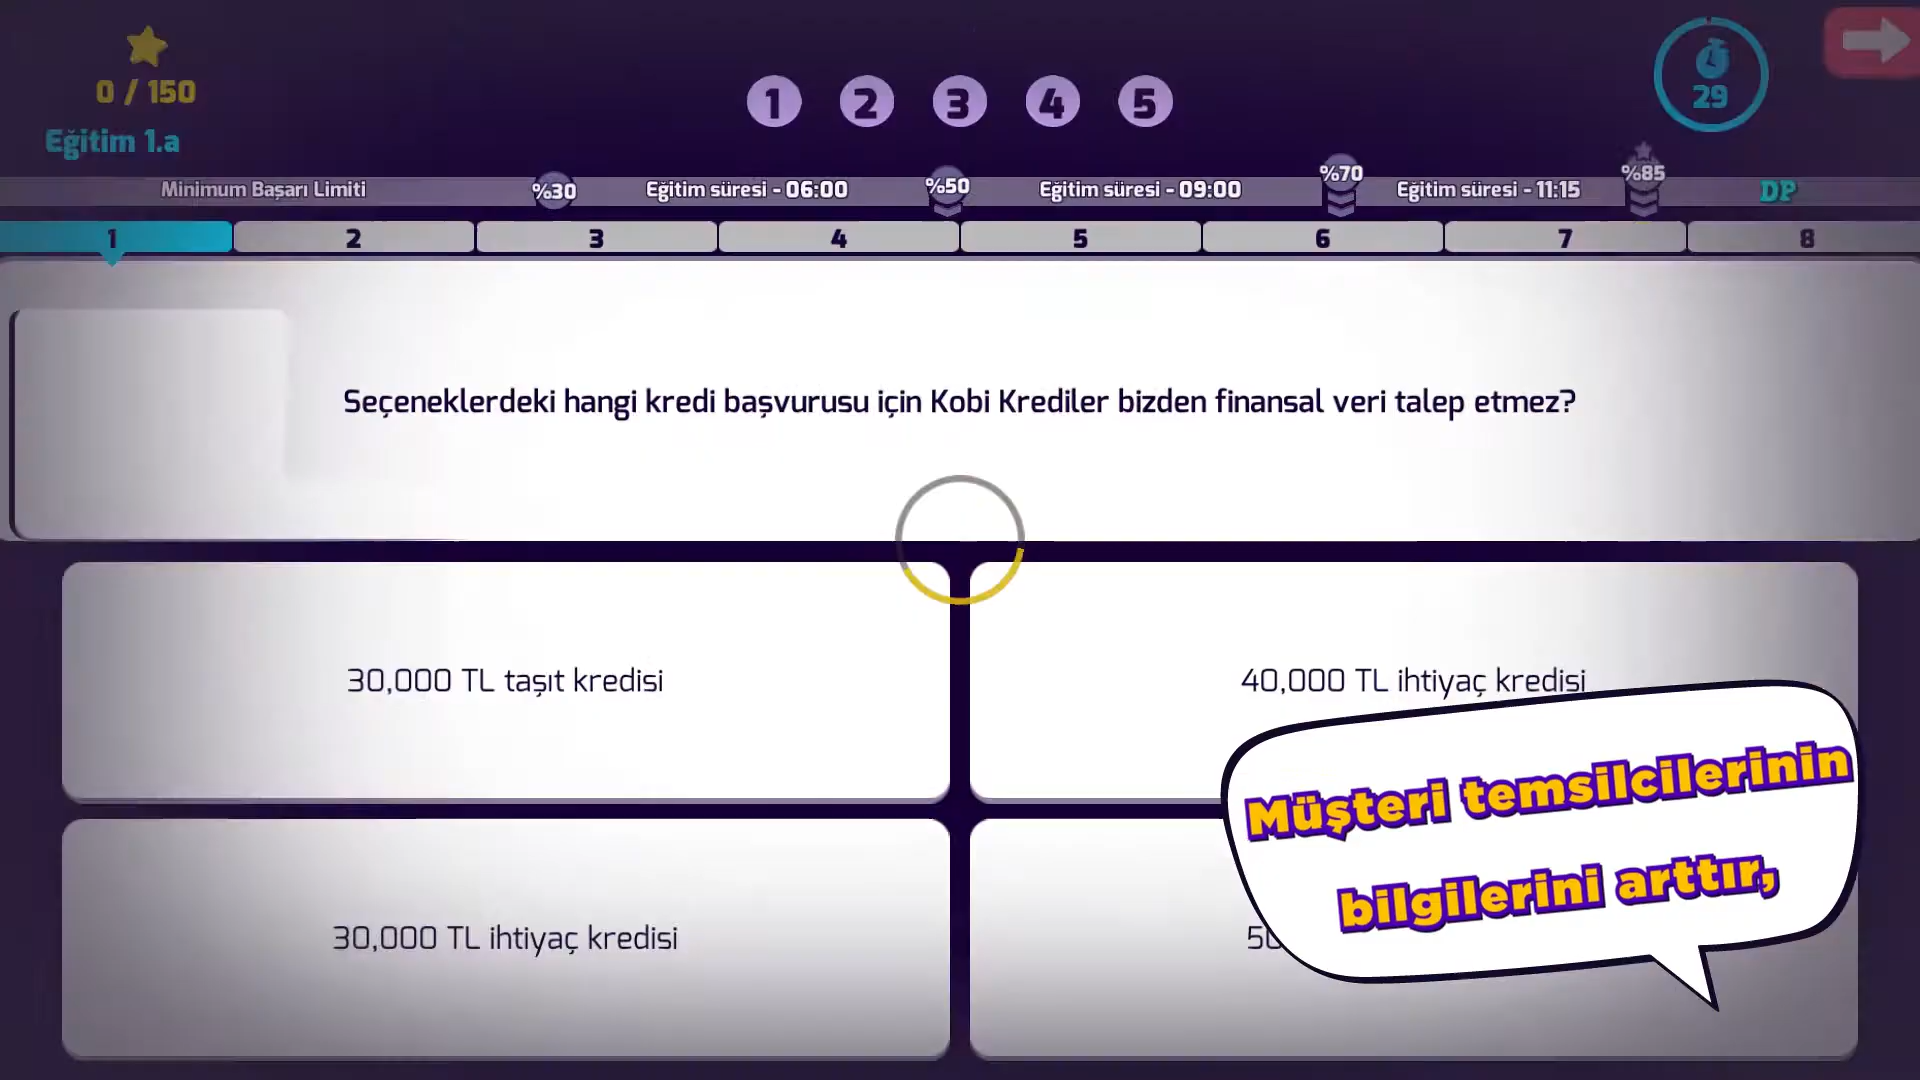 0 / 150
Eğitim 1.a
1 2 3 4 5
29
Minimum Başarı Limiti %30 Eğitim süresi - 06:00 %50 Eğitim süresi - 09:00 %70 Eğitim süresi - 11:15 %85 DP
1 2 3 4 5 6 7 8
Seçeneklerdeki hangi kredi başvurusu için Kobi Krediler bizden finansal veri talep etmez?
30,000 TL taşıt kredisi
40,000 TL ihtiyaç kredisi
30,000 TL ihtiyaç kredisi
Müşteri temsilcilerinin
bilgilerini arttır,